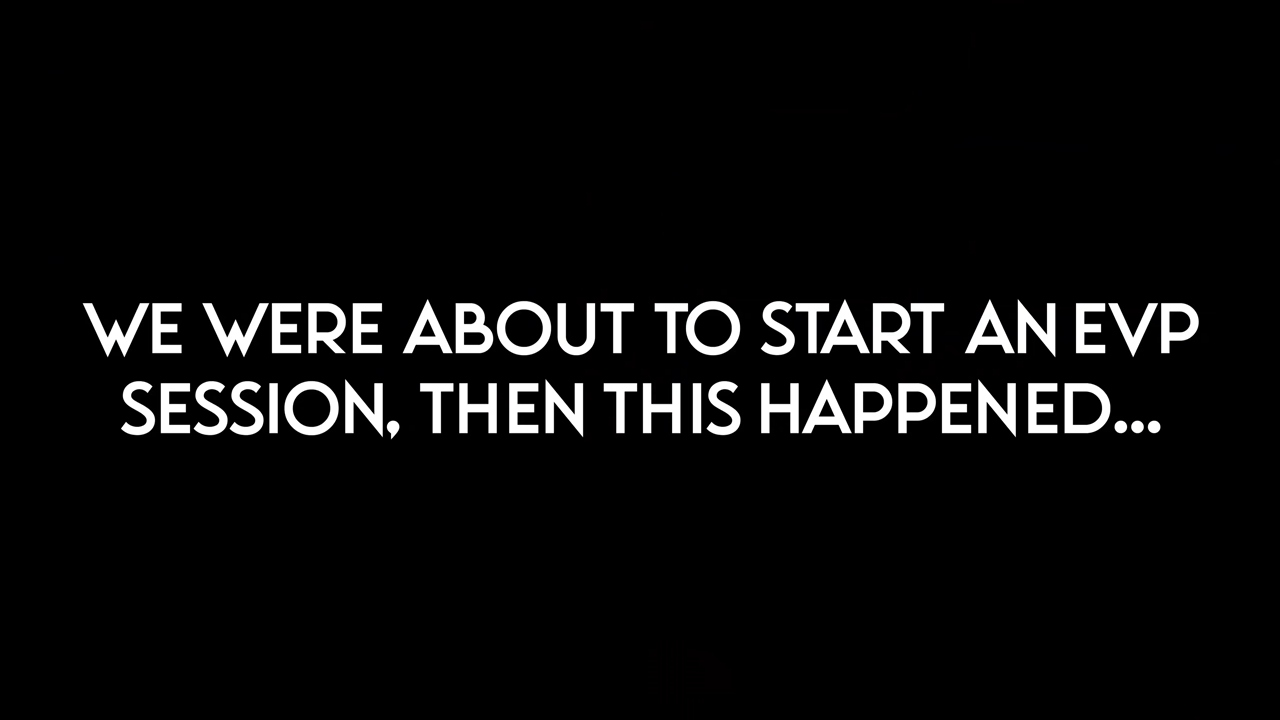 WE WERE ABOUT TO START AN EVP
SESSION, THEN THIS HAPPENED...